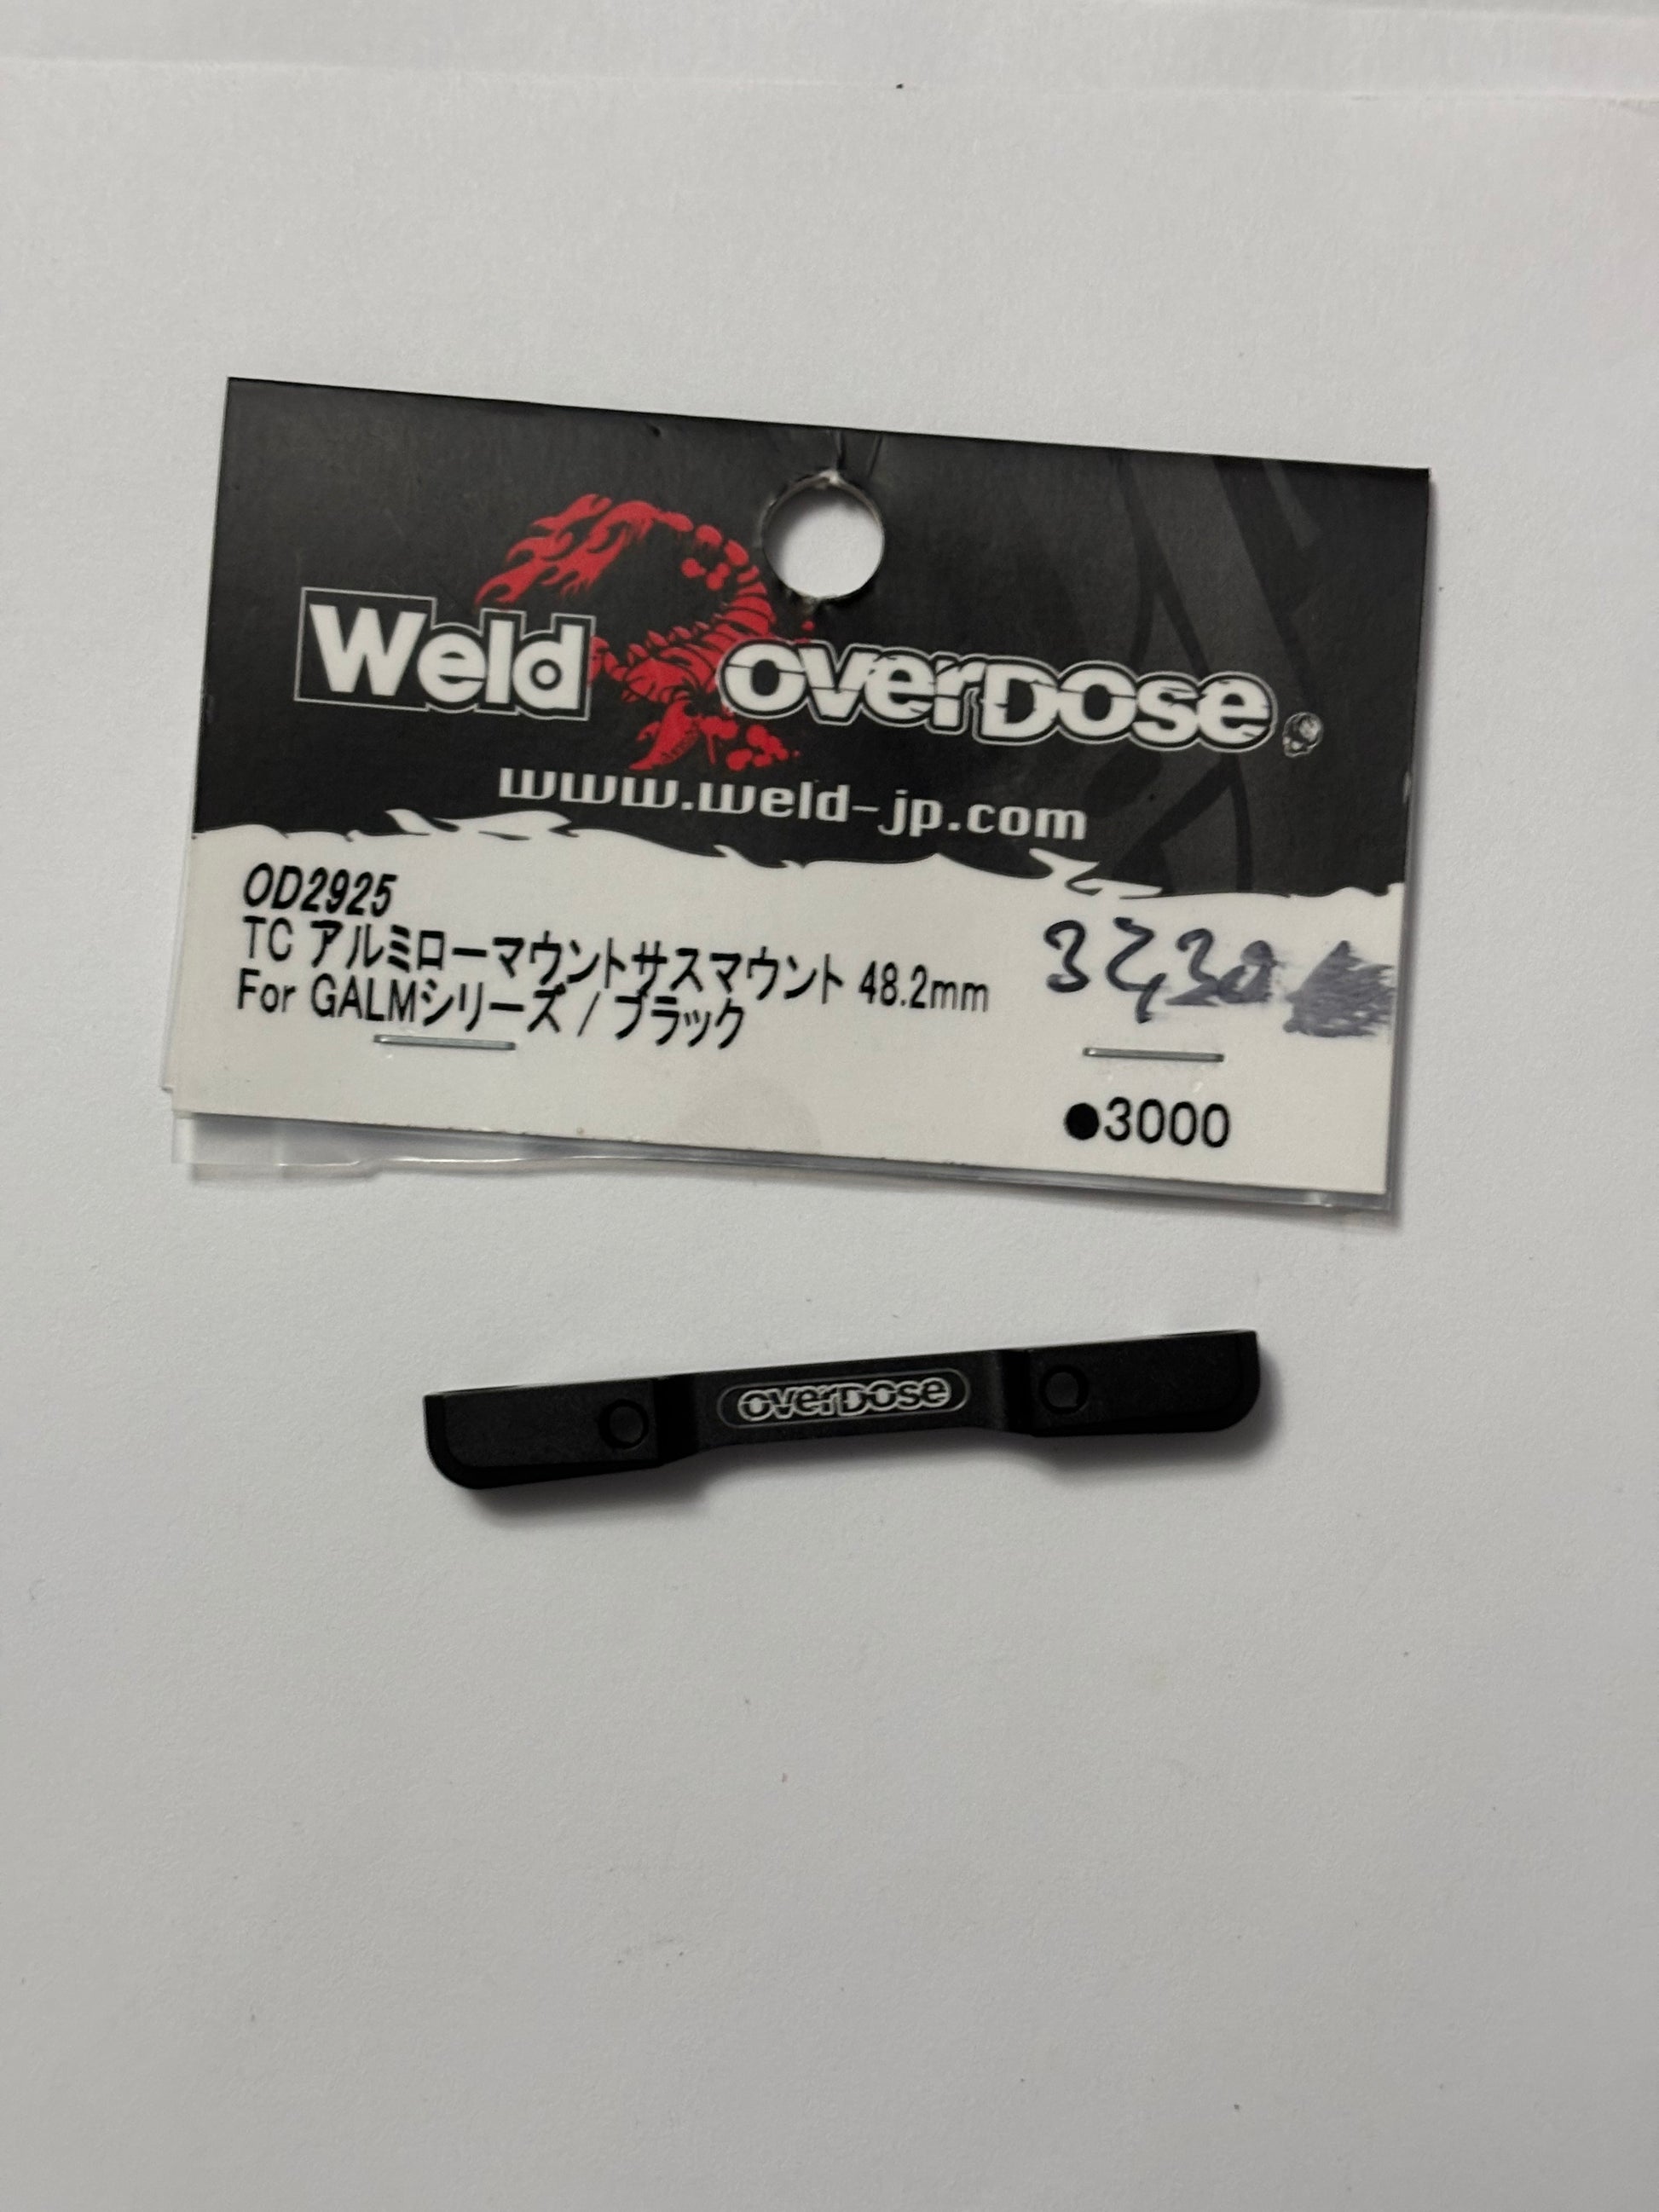 Weld overDose
www.weld-jp.com
OD2925
TC アルミローマウントサスマウント 48.2mm
For GALMシリーズ / ブラック
●3000
overDose